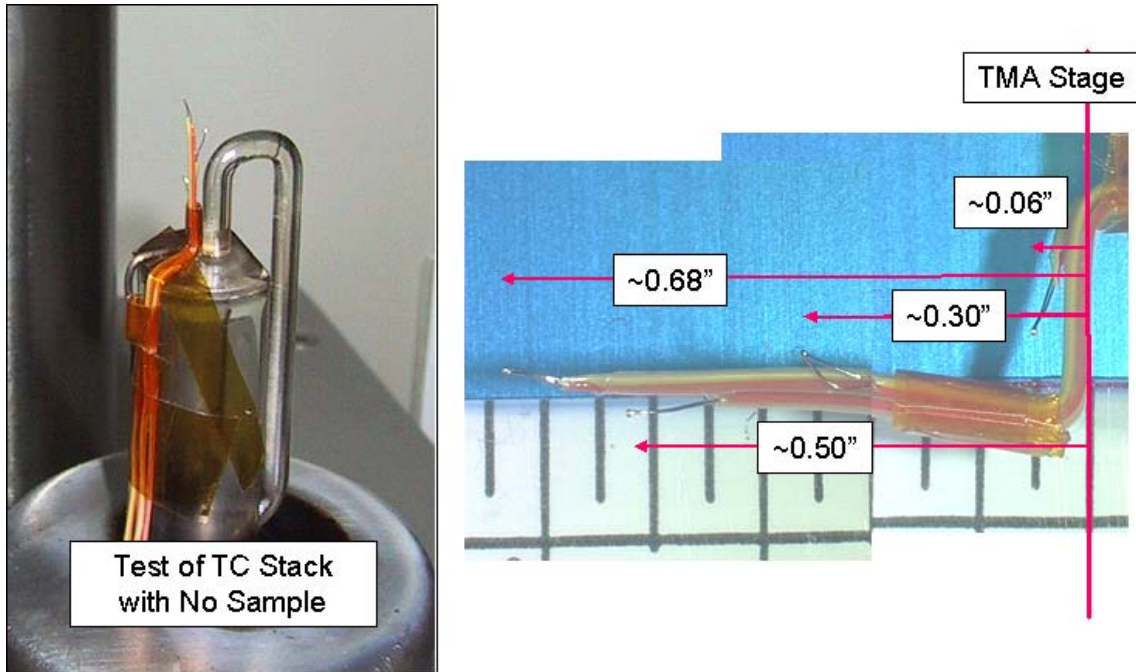 Test of TC Stack
with No Sample
TMA Stage
~0.06”
~0.68”
~0.30”
~0.50”